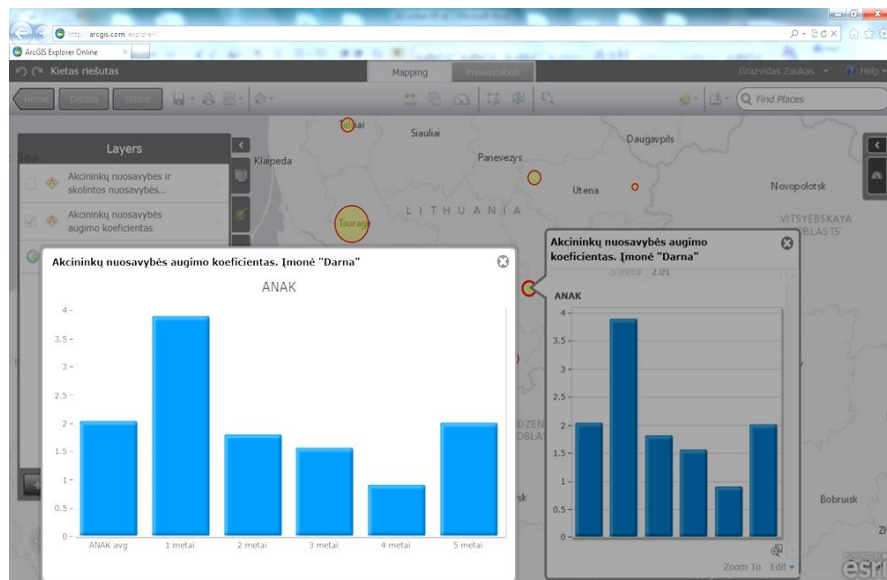 http://arcgis.com/explorer/
ArcGIS Explorer Online
Kietas riešutas
Mapping
Presentation
Grazvidas Zaukas
Help
Home
Details
Share
Find Places
Layers
Akcininkų nuosavybės ir
skolintos nuosavybės...
Akcininkų nuosavybės
augimo koeficientas
Klaipeda
Siauliai
Panevezys
Daugavpils
Utena
Novopolotsk
LITHUANIA
Taurage
VITSYEBSKAYA
Akcininkų nuosavybės augimo koeficientas. Įmonė "Darna"
ANAK
4
3.5
3
2.5
2
1.5
1
0.5
0
ANAK avg
1 metai
2 metai
3 metai
4 metai
5 metai
Akcininkų nuosavybės augimo
koeficientas. Įmonė "Darna"
5 metai 2.01
ANAK
4
3.5
3
2.5
2
1.5
1
0.5
0
Zoom To
Edit
Bobruisk
esri